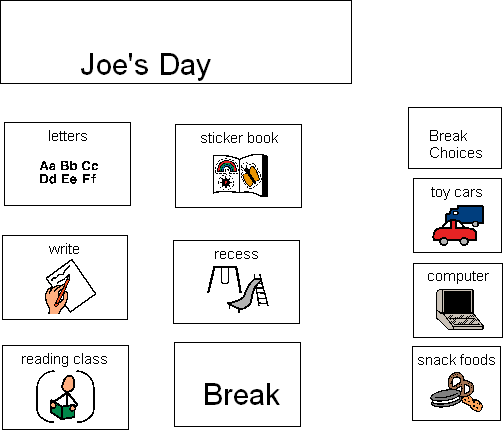 Joe's Day
letters
Aa Bb Cc
Dd Ee Ff
sticker book
write
recess
reading class
Break
Break
Choices
toy cars
computer
snack foods